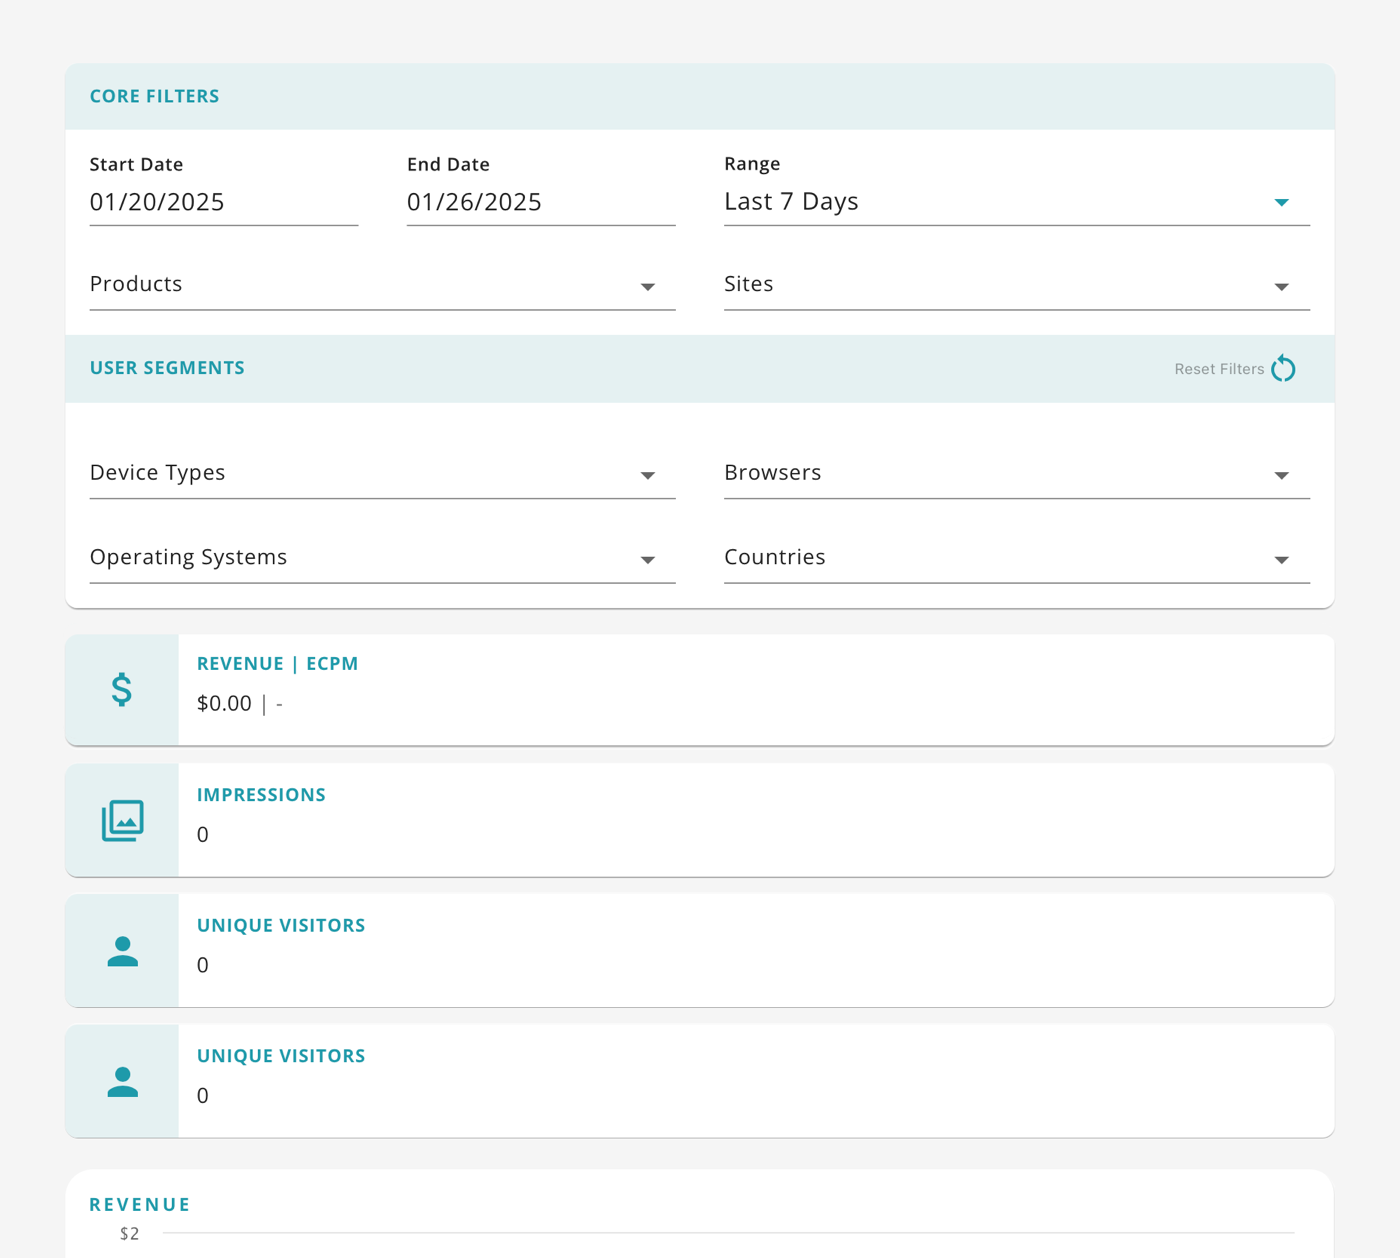 CORE FILTERS
Start Date
01/20/2025
End Date
01/26/2025
Range
Last 7 Days
Products
Sites
USER SEGMENTS
Reset Filters
Device Types
Browsers
Operating Systems
Countries
REVENUE | ECPM
$0.00 | -
IMPRESSIONS
0
UNIQUE VISITORS
0
UNIQUE VISITORS
0
REVENUE
$2